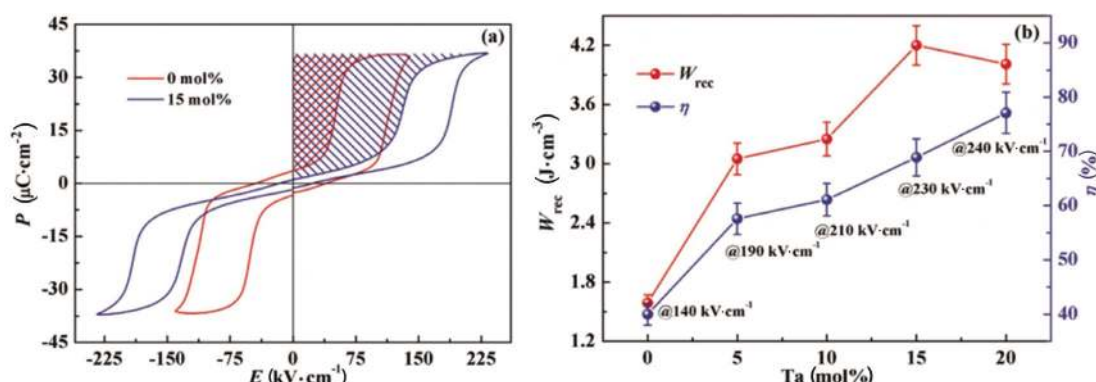 (a)
0 mol%
15 mol%
P (μC·cm⁻²)
45
30
15
0
-15
-30
-45
-225 -150 -75 0 75 150 225
E (kV·cm⁻¹)
(b)
W_rec
η
W_rec (J·cm⁻³)
4.2
3.6
3.0
2.4
1.8
1.2
@140 kV·cm⁻¹
@190 kV·cm⁻¹
@210 kV·cm⁻¹
@230 kV·cm⁻¹
@240 kV·cm⁻¹
90
80
70
60
50
40
η (%)
0 5 10 15 20
Ta (mol%)